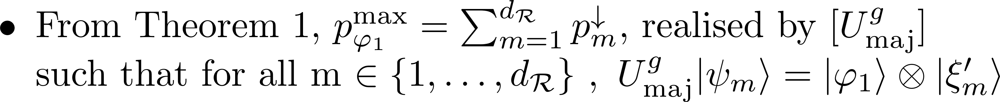 • From Theorem 1, $p_{\varphi_1}^{\max} = \sum_{m=1}^{d_{\mathcal{R}}} p_m^{\downarrow}$, realised by $[U_{\text{maj}}^{g}]$
such that for all m $\in \{1, \ldots, d_{\mathcal{R}}\}$ , $U_{\text{maj}}^{g}|\psi_m\rangle = |\varphi_1\rangle \otimes |\xi_m'\rangle$